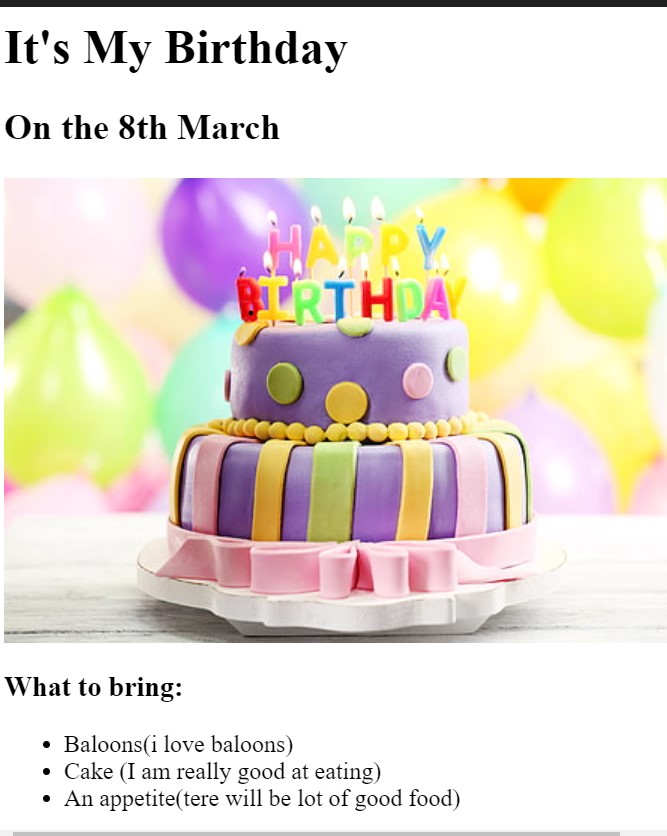 It's My Birthday
On the 8th March
HAPPY
BIRTHDAY
What to bring:
Baloons(i love baloons)
Cake (I am really good at eating)
An appetite(tere will be lot of good food)